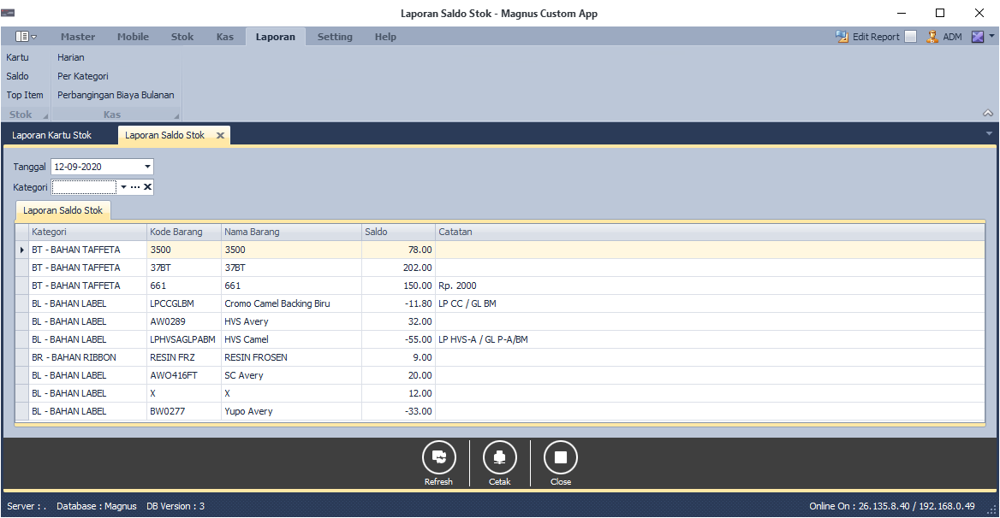 Laporan Saldo Stok - Magnus Custom App
Master Mobile Stok Kas Laporan Setting Help Edit Report ADM
Kartu Harian
Saldo Per Kategori
Top Item Perbangingan Biaya Bulanan
Stok Kas
Laporan Kartu Stok Laporan Saldo Stok
Tanggal 12-09-2020
Kategori
Laporan Saldo Stok
Kategori Kode Barang Nama Barang Saldo Catatan
BT - BAHAN TAFFETA 3500 3500 78.00
BT - BAHAN TAFFETA 37BT 37BT 202.00
BT - BAHAN TAFFETA 661 661 150.00 Rp. 2000
BL - BAHAN LABEL LPCCGLBM Cromo Camel Backing Biru -11.80 LP CC / GL BM
BL - BAHAN LABEL AW0289 HVS Avery 32.00
BL - BAHAN LABEL LPHVSAGLPABM HVS Camel -55.00 LP HVS-A / GL P-A/BM
BR - BAHAN RIBBON RESIN FRZ RESIN FROSEN 9.00
BL - BAHAN LABEL AWO416FT SC Avery 20.00
BL - BAHAN LABEL X X 12.00
BL - BAHAN LABEL BW0277 Yupo Avery -33.00
Refresh Cetak Close
Server : . Database : Magnus DB Version : 3 Online On : 26.135.8.40 / 192.168.0.49